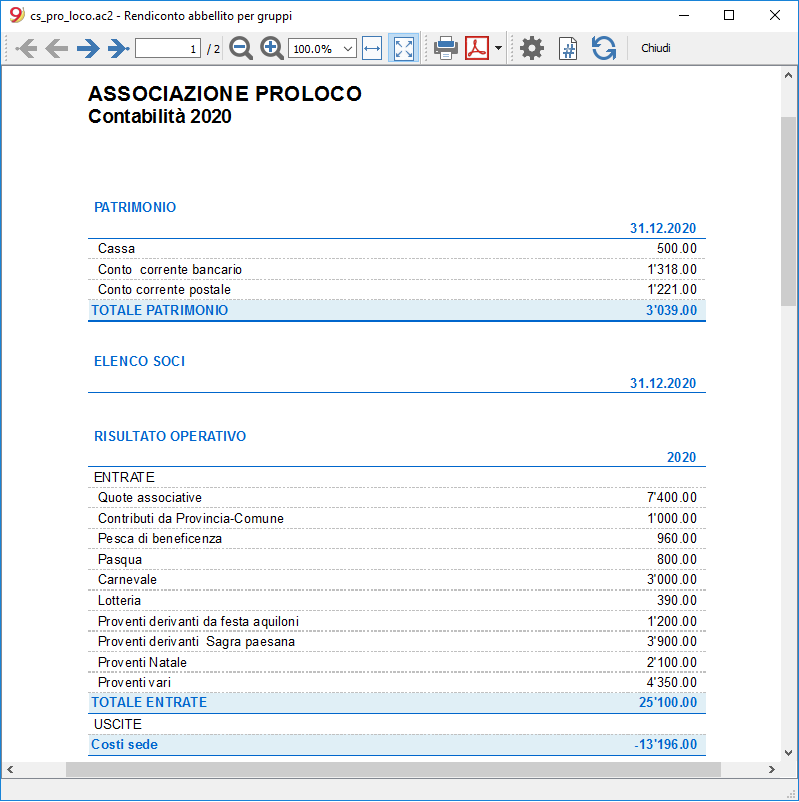 cs_pro_loco.ac2 - Rendiconto abbellito per gruppi
1 / 2 100.0% Chiudi
ASSOCIAZIONE PROLOCO
Contabilità 2020
PATRIMONIO
31.12.2020
Cassa 500.00
Conto corrente bancario 1'318.00
Conto corrente postale 1'221.00
TOTALE PATRIMONIO 3'039.00
ELENCO SOCI
31.12.2020
RISULTATO OPERATIVO
2020
ENTRATE
Quote associative 7'400.00
Contributi da Provincia-Comune 1'000.00
Pesca di beneficenza 960.00
Pasqua 800.00
Carnevale 3'000.00
Lotteria 390.00
Proventi derivanti da festa aquiloni 1'200.00
Proventi derivanti Sagra paesana 3'900.00
Proventi Natale 2'100.00
Proventi vari 4'350.00
TOTALE ENTRATE 25'100.00
USCITE
Costi sede -13'196.00